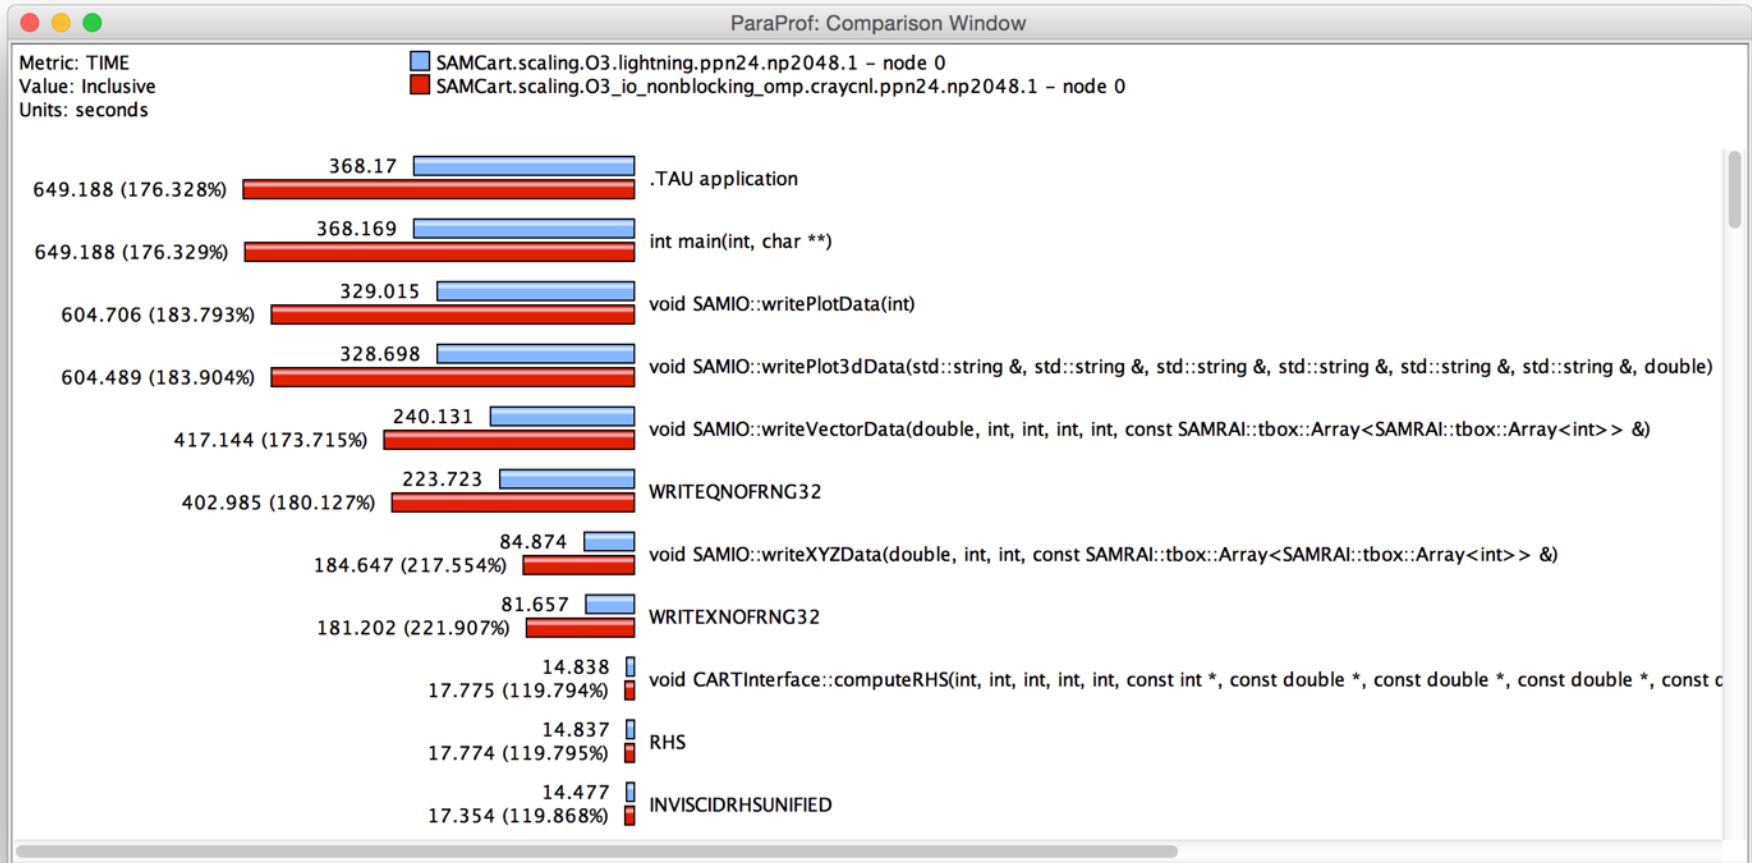 ParaProf: Comparison Window
Metric: TIME
Value: Inclusive
Units: seconds
SAMCart.scaling.O3.lightning.ppn24.np2048.1 – node 0
SAMCart.scaling.O3_io_nonblocking_omp.craycnl.ppn24.np2048.1 – node 0
368.17
649.188 (176.328%)
.TAU application
368.169
649.188 (176.329%)
int main(int, char **)
329.015
604.706 (183.793%)
void SAMIO::writePlotData(int)
328.698
604.489 (183.904%)
void SAMIO::writePlot3dData(std::string &, std::string &, std::string &, std::string &, std::string &, std::string &, double)
240.131
417.144 (173.715%)
void SAMIO::writeVectorData(double, int, int, int, int, const SAMRAI::tbox::Array<SAMRAI::tbox::Array<int>> &)
223.723
402.985 (180.127%)
WRITEQNOFRNG32
84.874
184.647 (217.554%)
void SAMIO::writeXYZData(double, int, int, const SAMRAI::tbox::Array<SAMRAI::tbox::Array<int>> &)
81.657
181.202 (221.907%)
WRITEXNOFRNG32
14.838
17.775 (119.794%)
void CARTInterface::computeRHS(int, int, int, int, int, const int *, const double *, const double *, const double *, const
14.837
17.774 (119.795%)
RHS
14.477
17.354 (119.868%)
INVISCIDRHSUNIFIED